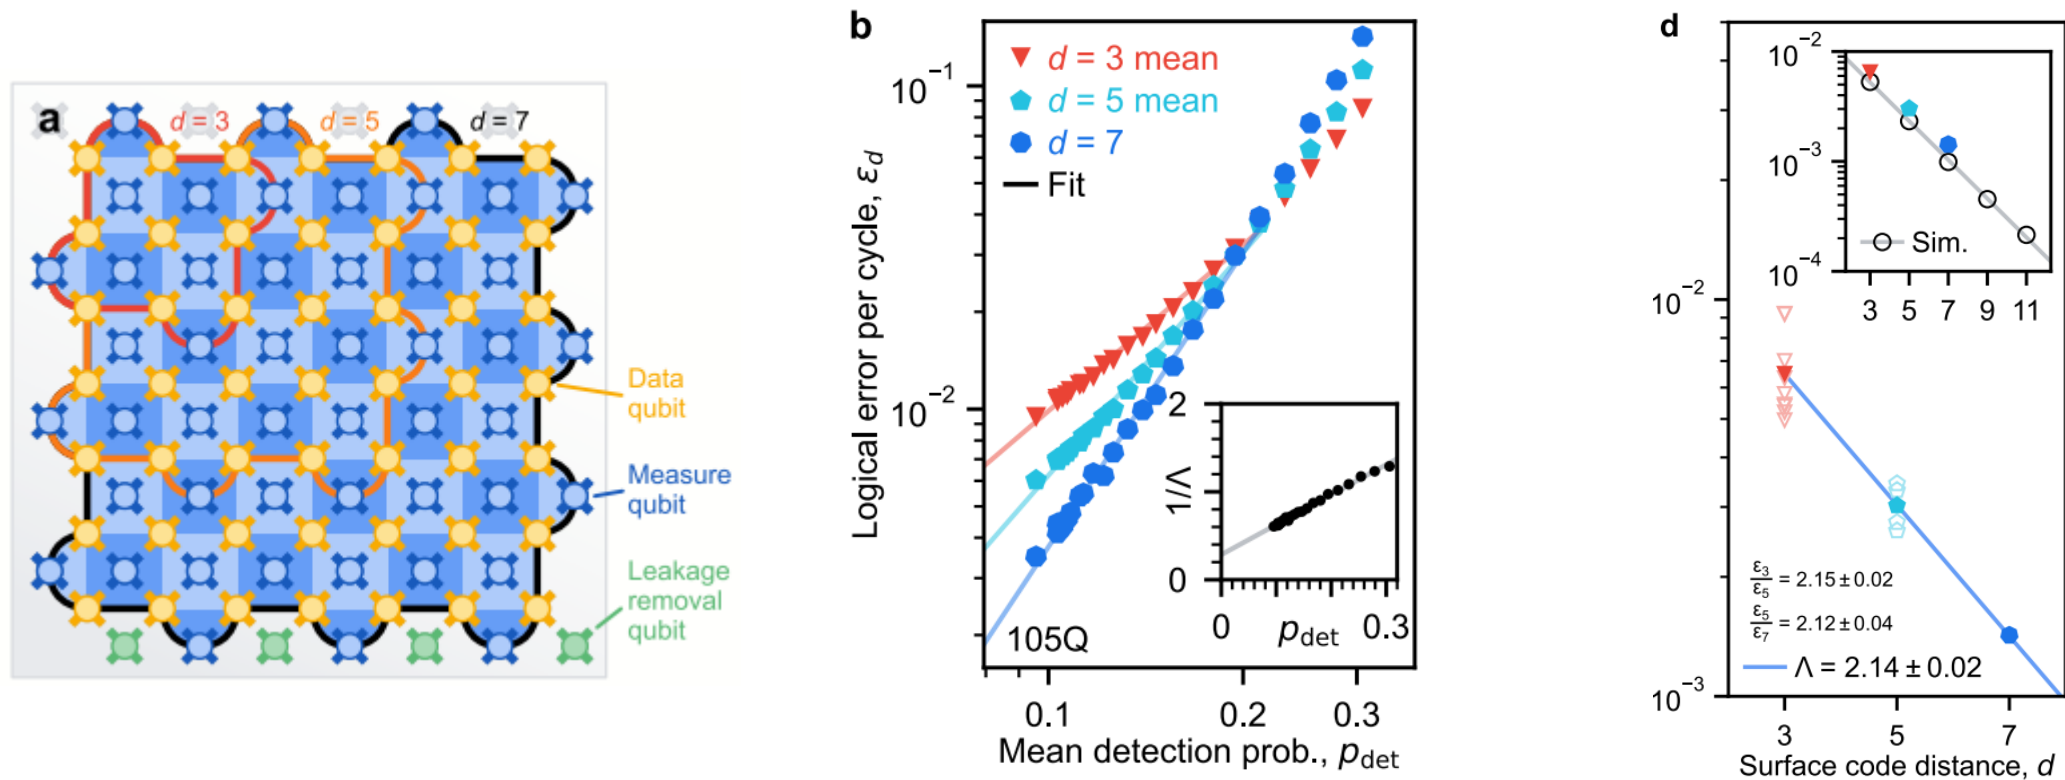 a
d = 3
d = 5
d = 7
Data
qubit
Measure
qubit
Leakage
removal
qubit
b
Logical error per cycle, εd
10−1
10−2
d = 3 mean
d = 5 mean
d = 7
Fit
105Q
2
1/Λ
0
0
pdet
0.3
0.1
0.2
0.3
Mean detection prob., pdet
d
10−2
10−3
10−2
10−3
10−4
Sim.
3
5
7
9
11
ε3/ε5 = 2.15 ± 0.02
ε5/ε7 = 2.12 ± 0.04
Λ = 2.14 ± 0.02
3
5
7
Surface code distance, d